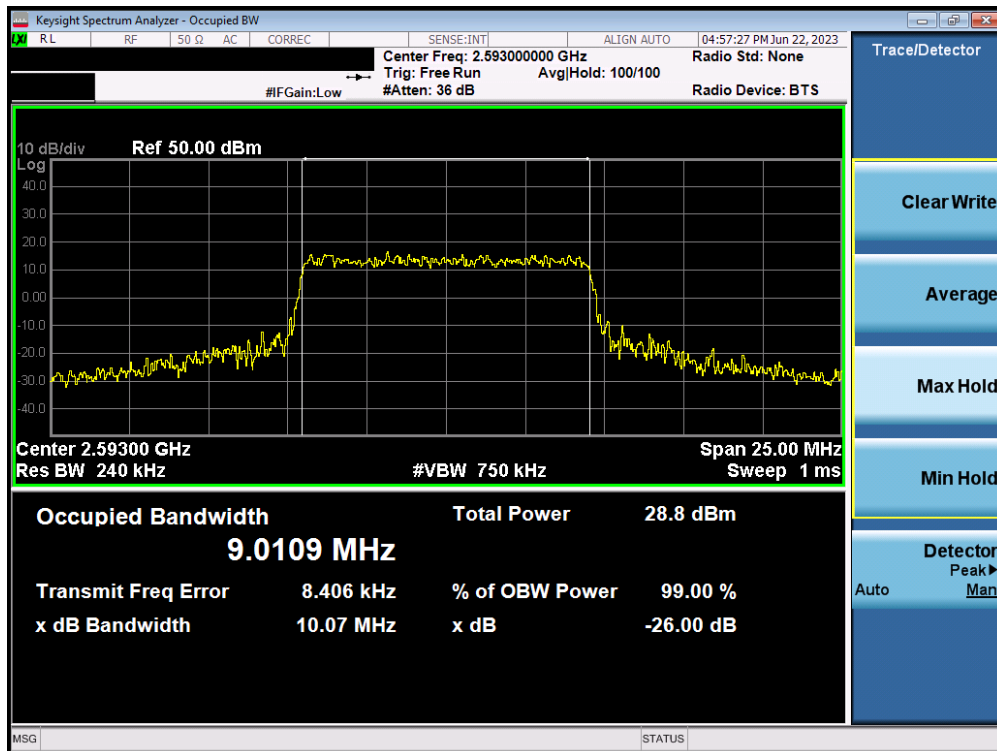 Keysight Spectrum Analyzer - Occupied BW
LXI RL RF 50 Ω AC CORREC SENSE:INT ALIGN AUTO 04:57:27 PM Jun 22, 2023
Center Freq: 2.593000000 GHz Radio Std: None
Trig: Free Run Avg|Hold: 100/100
#IFGain:Low #Atten: 36 dB Radio Device: BTS
Trace/Detector
10 dB/div Ref 50.00 dBm
Log
40.0
30.0
20.0
10.0
0.00
-10.0
-20.0
-30.0
-40.0
Center 2.59300 GHz Span 25.00 MHz
Res BW 240 kHz #VBW 750 kHz Sweep 1 ms
Occupied Bandwidth Total Power 28.8 dBm
9.0109 MHz
Transmit Freq Error 8.406 kHz % of OBW Power 99.00 %
x dB Bandwidth 10.07 MHz x dB -26.00 dB
Clear Write
Average
Max Hold
Min Hold
Detector
Peak▶
Auto Man
MSG STATUS